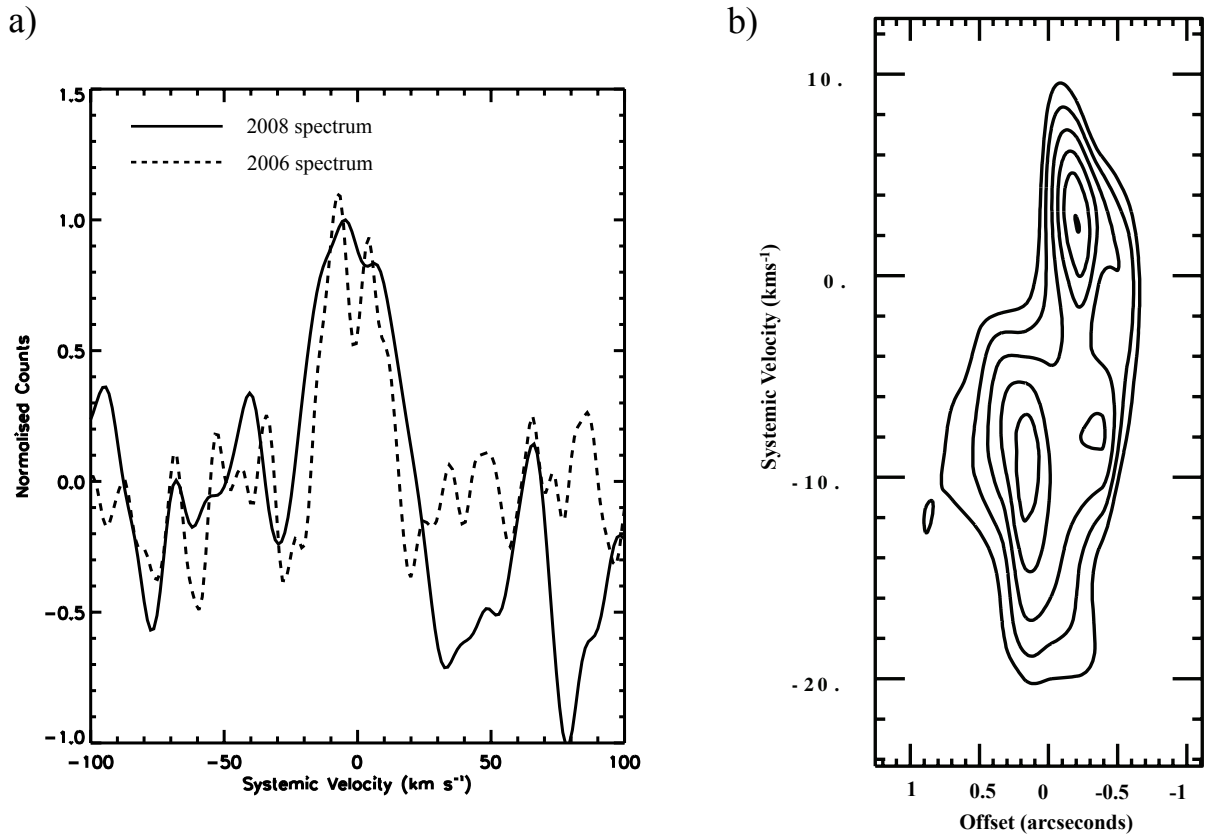 a)
1.5
1.0
0.5
0.0
−0.5
−1.0
Normalised Counts
2008 spectrum
2006 spectrum
−100
−50
0
50
100
Systemic Velocity (km s⁻¹)
b)
10.
0.
-10.
-20.
Systemic Velocity (kms⁻¹)
1
0.5
0
-0.5
-1
Offset (arcseconds)